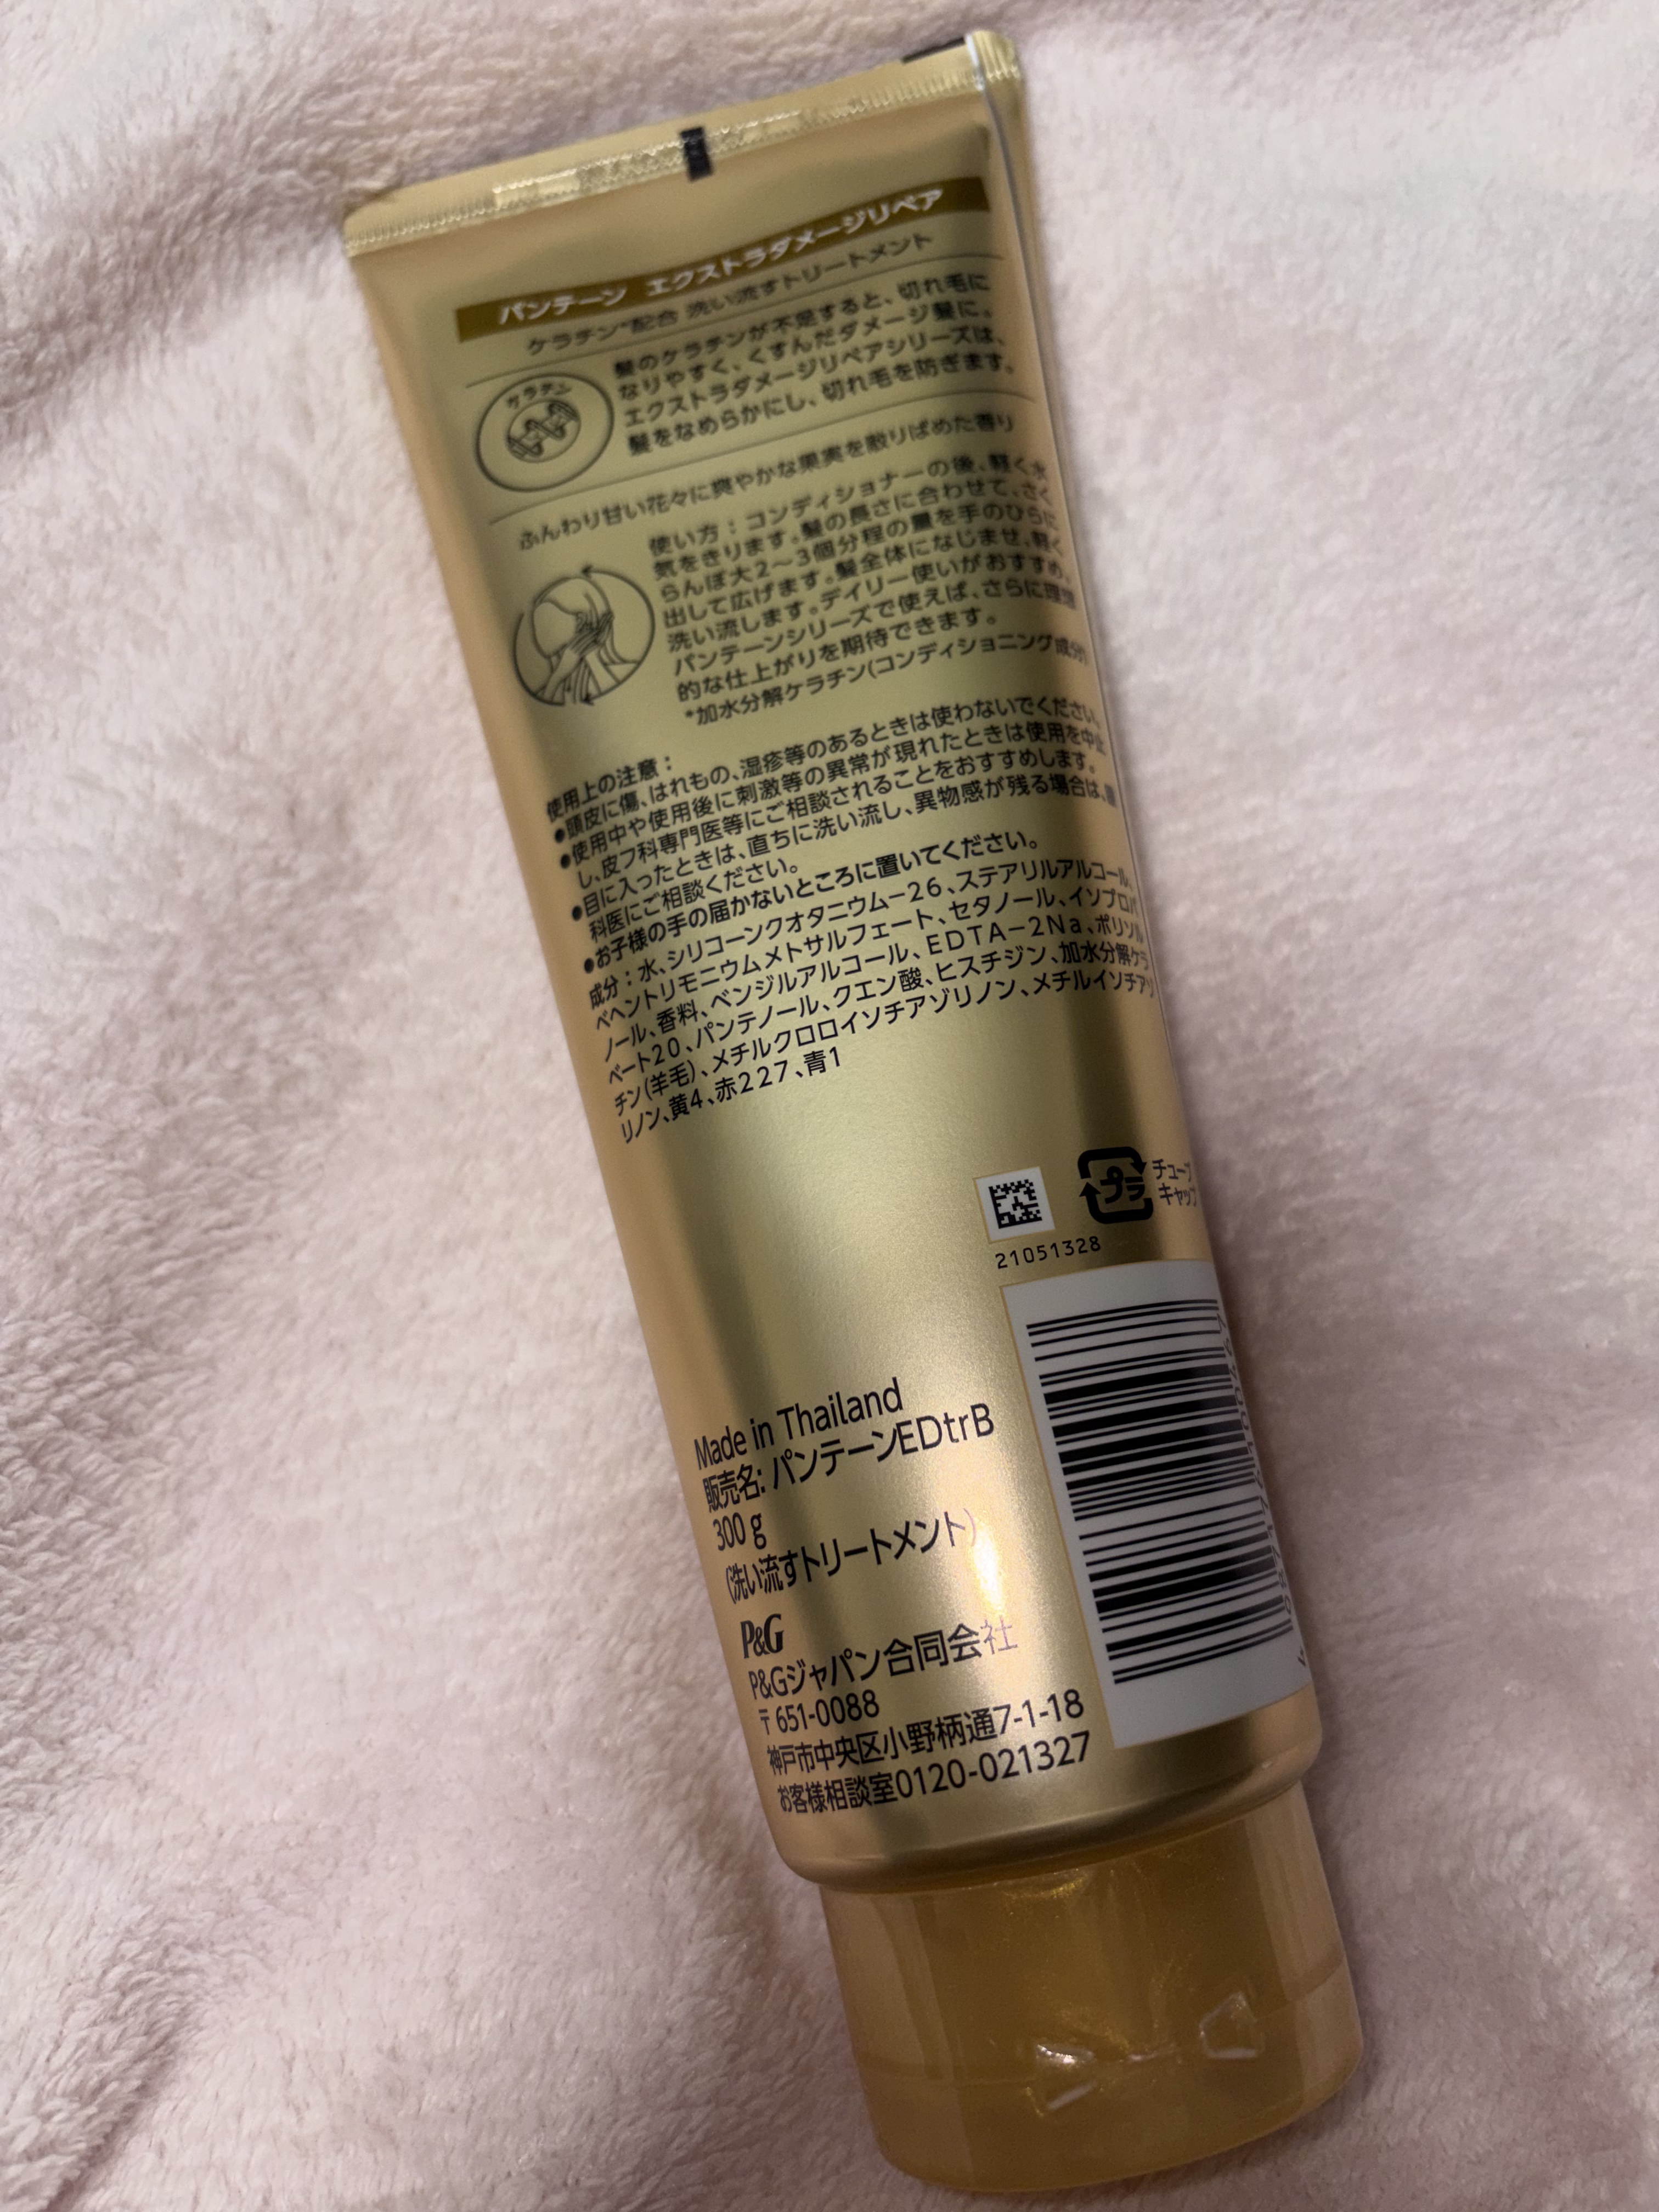 パンテーン エクストラダメージリペア
ケラチン*配合 洗い流すトリートメント
ケラチン
髪のケラチンが不足すると、切れ毛に
なりやすく、くすんだダメージ髪に。
エクストラダメージリペアシリーズは、
髪をなめらかにし、切れ毛を防ぎます。
ふんわり甘い花々に爽やかな果実を散りばめた香り
使い方：コンディショナーの後、軽く水
気をきります。髪の長さに合わせて、さく
らんぼ大2～3個分程の量を手のひらに
出して広げます。髪全体になじませ、軽く
洗い流します。デイリー使いがおすすめ。
パンテーンシリーズで使えば、さらに理想
的な仕上がりを期待できます。
*加水分解ケラチン(コンディショニング成分)
使用上の注意：
●頭皮に傷、はれもの、湿疹等のあるときは使わないでください。
●使用中や使用後に刺激等の異常が現れたときは使用を中止
し、皮フ科専門医等にご相談されることをおすすめします。
●目に入ったときは、直ちに洗い流し、異物感が残る場合は、眼
科医にご相談ください。
●お子様の手の届かないところに置いてください。
成分：水、シリコーンクオタニウム－26、ステアリルアルコール、
ベヘントリモニウムメトサルフェート、セタノール、イソプロパ
ノール、香料、ベンジルアルコール、EDTA－2Na、ポリソル
ベート20、パンテノール、クエン酸、ヒスチジン、加水分解ケラ
チン(羊毛)、メチルクロロイソチアゾリノン、メチルイソチアゾ
リノン、黄4、赤227、青1
プラ
チューブ
キャップ
21051328
Made in Thailand
販売名: パンテーンEDtrB
300 g
(洗い流すトリートメント)
P&G
P&Gジャパン合同会社
〒651-0088
神戸市中央区小野柄通7-1-18
お客様相談室0120-021327